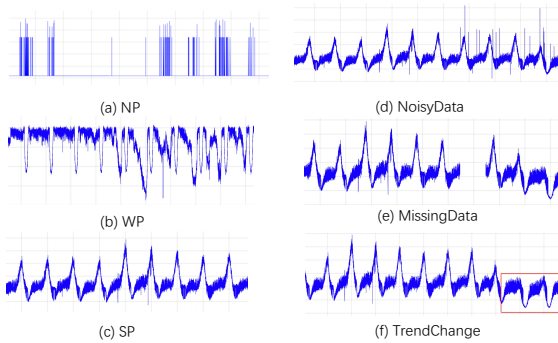 (a) NP
(b) WP
(c) SP
(d) NoisyData
(e) MissingData
(f) TrendChange